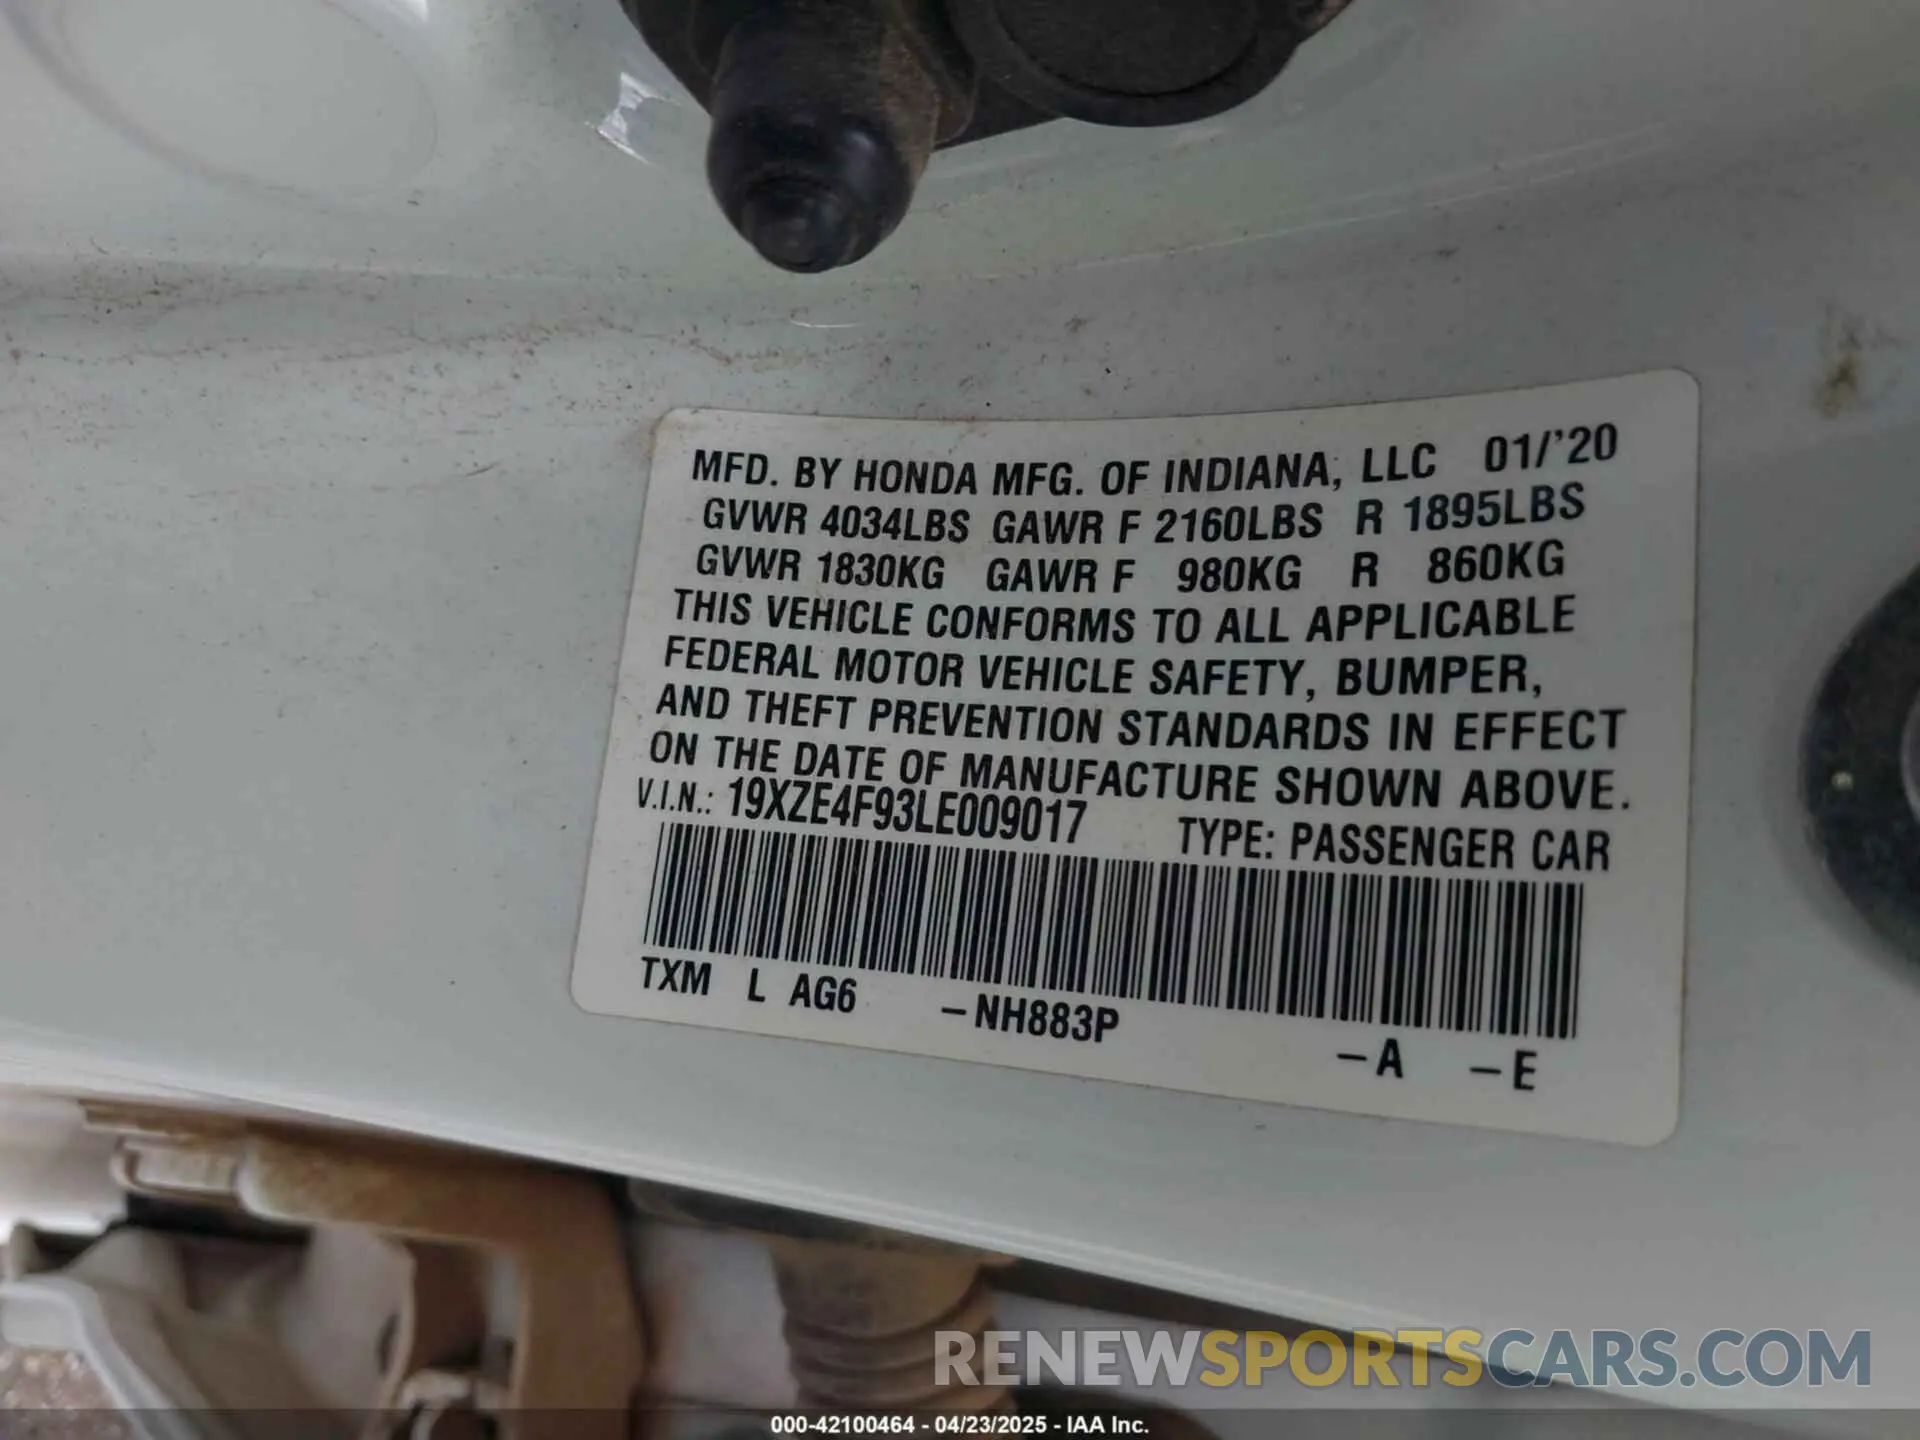 MFD. BY HONDA MFG. OF INDIANA, LLC 01/'20
GVWR 4034LBS GAWR F 2160LBS R 1895LBS
GVWR 1830KG GAWR F 980KG R 860KG
THIS VEHICLE CONFORMS TO ALL APPLICABLE
FEDERAL MOTOR VEHICLE SAFETY, BUMPER,
AND THEFT PREVENTION STANDARDS IN EFFECT
ON THE DATE OF MANUFACTURE SHOWN ABOVE.
V.I.N.: 19XZE4F93LE009017 TYPE: PASSENGER CAR
TXM L AG6 -NH883P -A -E
RENEWSPORTSCARS.COM
000-42100464 - 04/23/2025 - IAA Inc.